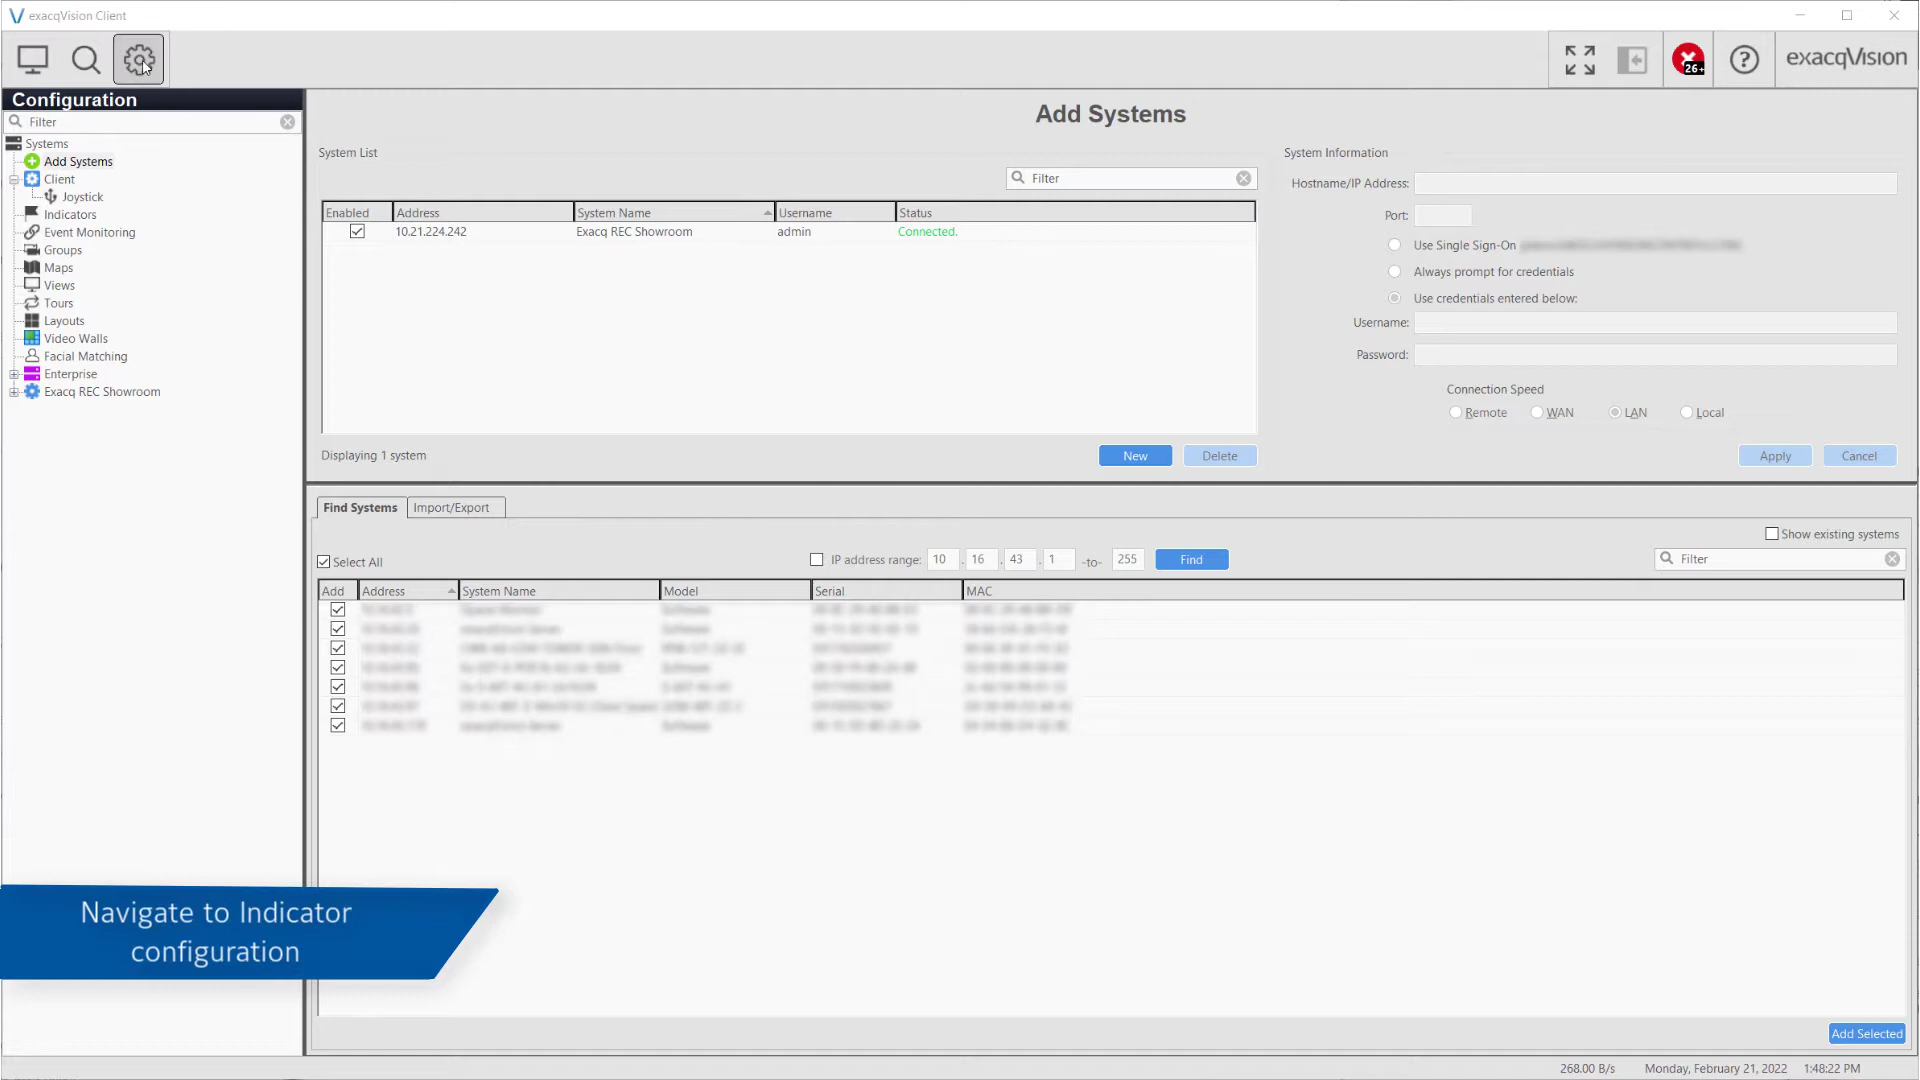 exacqVision Client
26+
exacqVision
Configuration
Filter
Systems
Add Systems
Client
Joystick
Indicators
Event Monitoring
Groups
Maps
Views
Tours
Layouts
Video Walls
Facial Matching
Enterprise
Exacq REC Showroom
Add Systems
System List
Filter
Enabled Address System Name Username Status
10.21.224.242 Exacq REC Showroom admin Connected.
Displaying 1 system
New Delete
System Information
Hostname/IP Address:
Port:
Use Single Sign-On
Always prompt for credentials
Use credentials entered below:
Username:
Password:
Connection Speed
Remote WAN LAN Local
Apply Cancel
Find Systems Import/Export
Show existing systems
Select All IP address range: 10 . 16 . 43 . 1 -to- 255 Find Filter
Add Address System Name Model Serial MAC
Navigate to Indicator
configuration
Add Selected
268.00 B/s Monday, February 21, 2022 1:48:22 PM